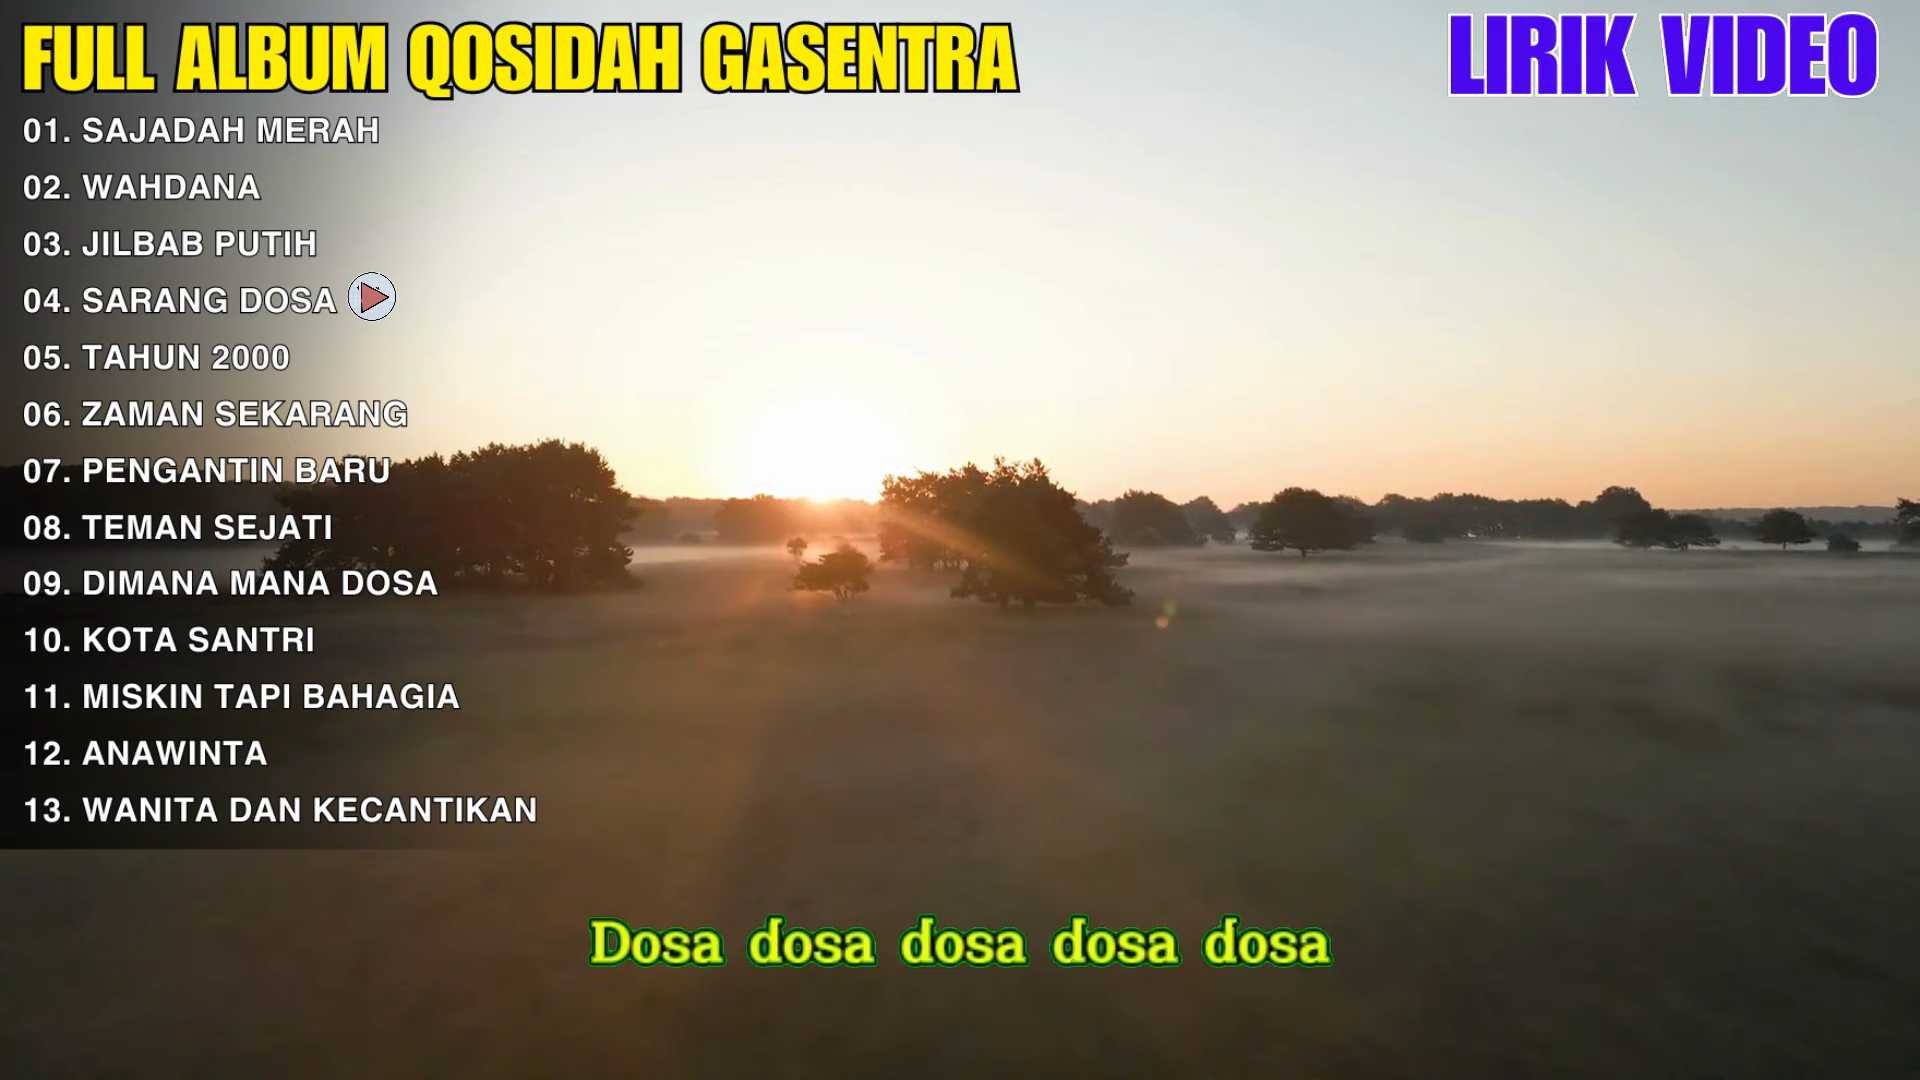 FULL ALBUM QOSIDAH GASENTRA
LIRIK VIDEO
01. SAJADAH MERAH
02. WAHDANA
03. JILBAB PUTIH
04. SARANG DOSA
05. TAHUN 2000
06. ZAMAN SEKARANG
07. PENGANTIN BARU
08. TEMAN SEJATI
09. DIMANA MANA DOSA
10. KOTA SANTRI
11. MISKIN TAPI BAHAGIA
12. ANAWINTA
13. WANITA DAN KECANTIKAN
Dosa dosa dosa dosa dosa